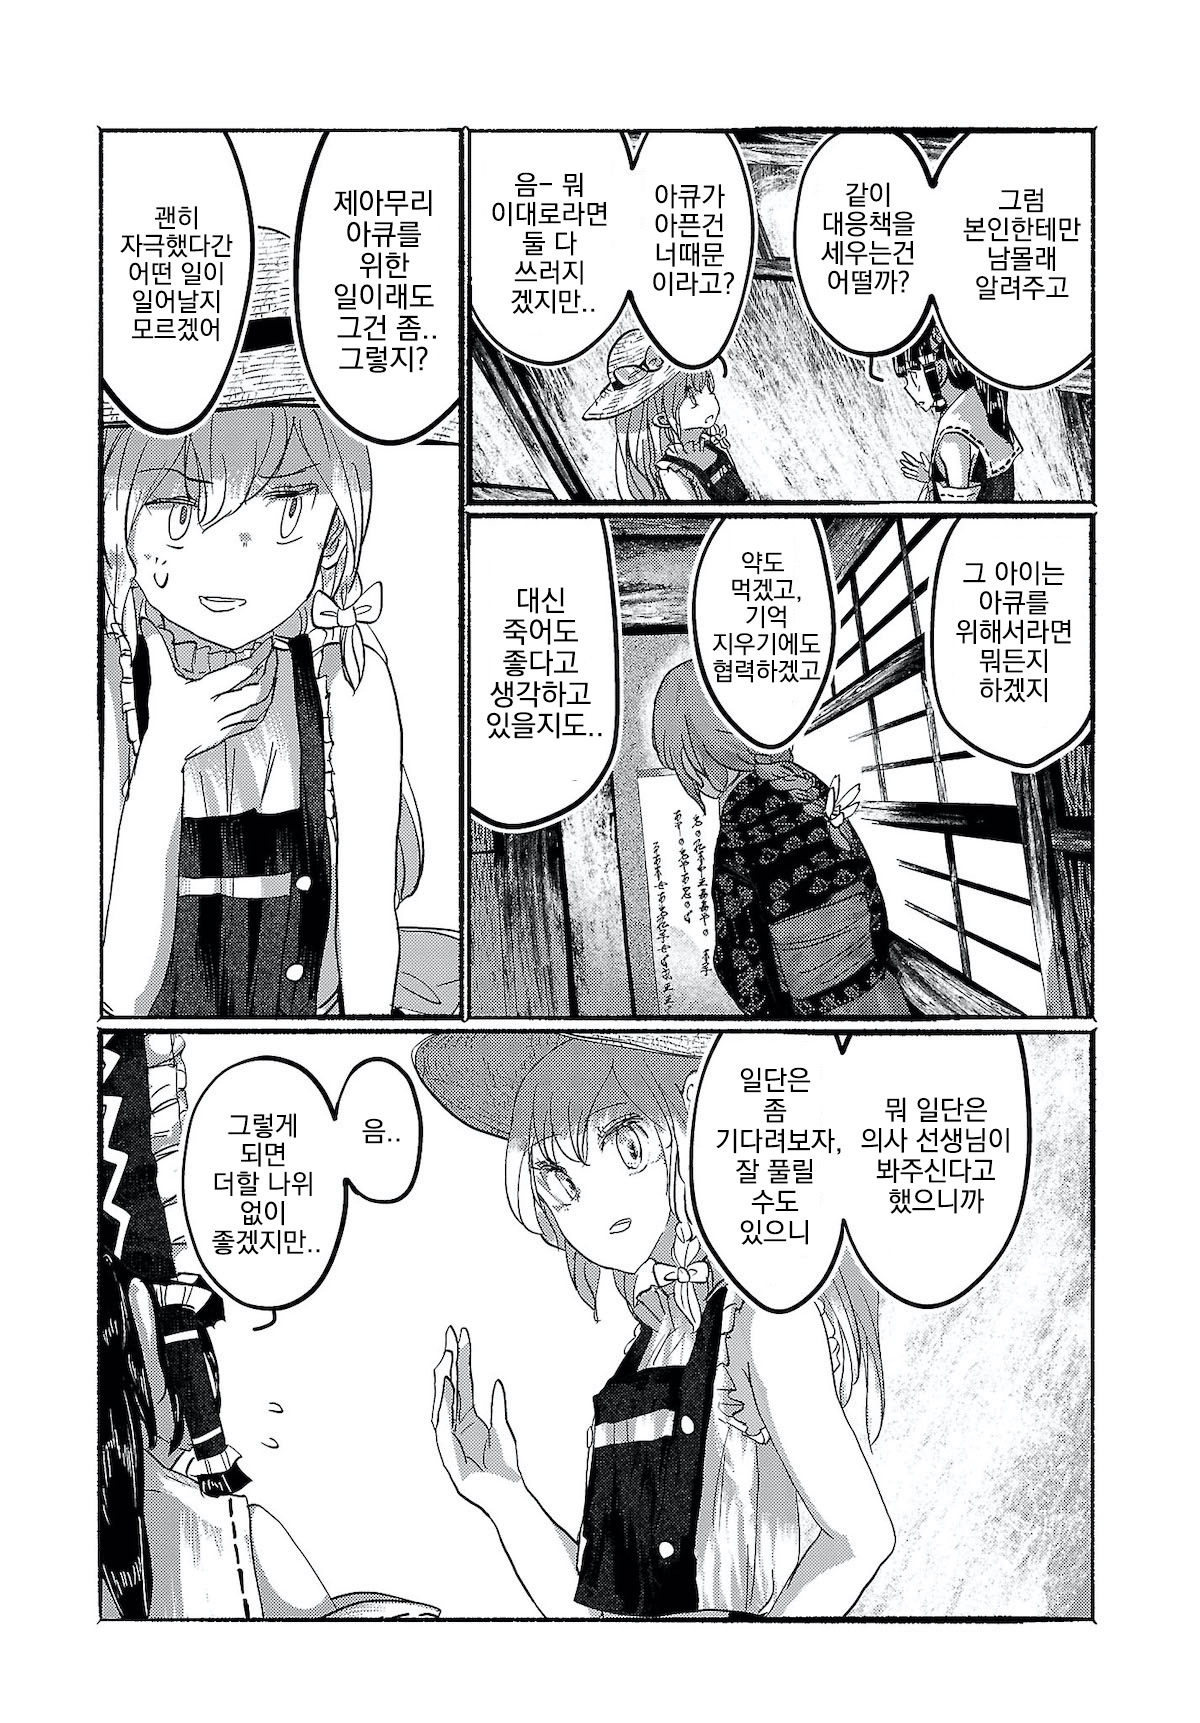 그럼
본인한테만
남몰래
알려주고
같이
대응책을
세우는건
어떨까?
아큐가
아픈건
너때문
이라고?
음- 뭐
이대로라면
둘 다
쓰러지
겠지만..
그 아이는
아큐를
위해서라면
뭐든지
하겠지
약도
먹겠고,
기억
지우기에도
협력하겠고
대신
죽어도
좋다고
생각하고
있을지도..
제아무리
아큐를
위한
일이래도
그건 좀..
그렇지?
괜히
자극했다간
어떤 일이
일어날지
모르겠어
뭐 일단은
의사 선생님이
봐주신다고
했으니까
일단은
좀
기다려보자,
잘 풀릴
수도
있으니
음..
그렇게
되면
더할 나위
없이
좋겠지만..